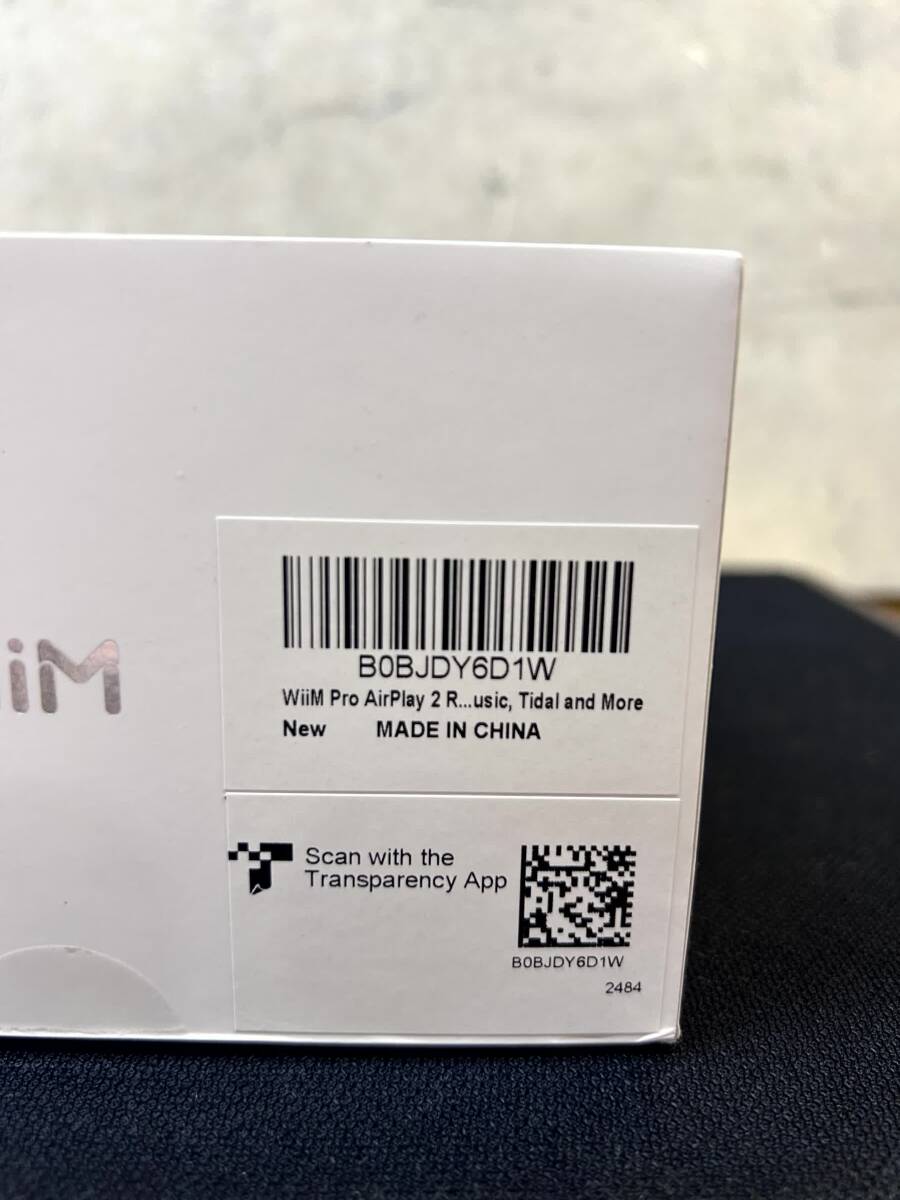 WiiM
B0BJDY6D1W
WiiM Pro AirPlay 2 R...usic, Tidal and More
New MADE IN CHINA
Scan with the
Transparency App
B0BJDY6D1W
2484